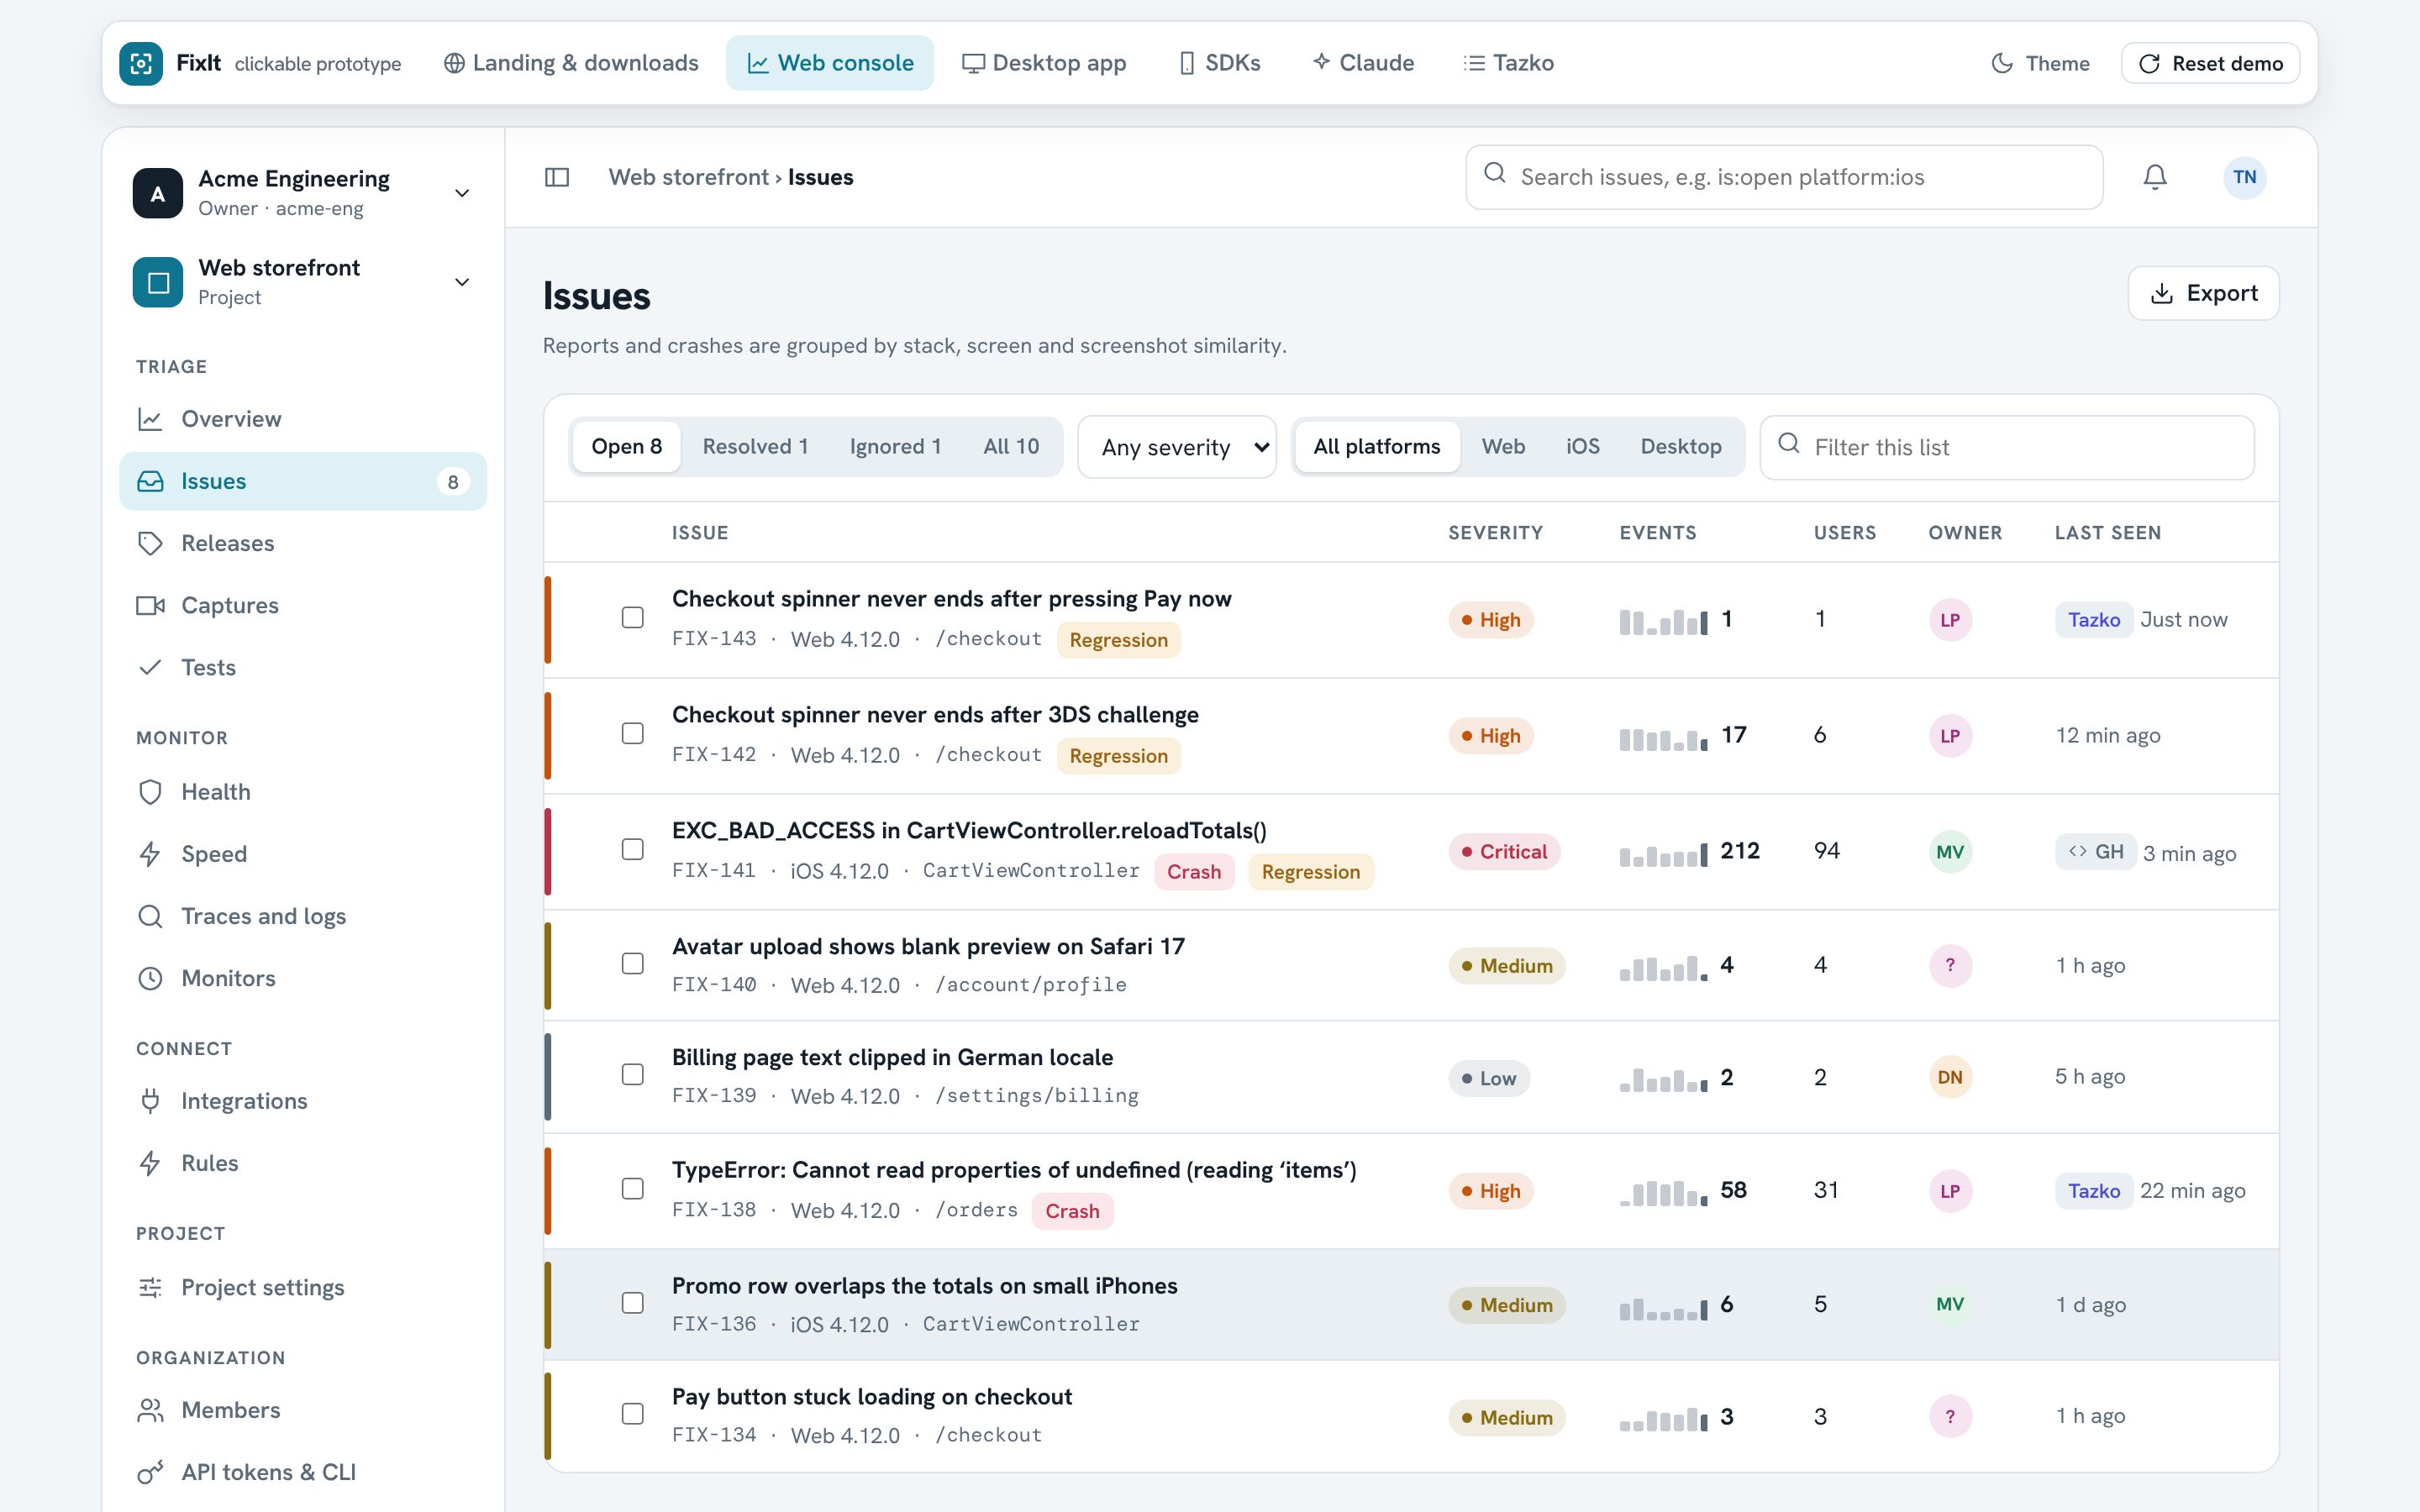 FixIt clickable prototype Landing & downloads Web console Desktop app SDKs Claude Tazko Theme Reset demo
A Acme Engineering
Owner · acme-eng
Web storefront
Project
TRIAGE
Overview
Issues 8
Releases
Captures
Tests
MONITOR
Health
Speed
Traces and logs
Monitors
CONNECT
Integrations
Rules
PROJECT
Project settings
ORGANIZATION
Members
API tokens & CLI
Web storefront › Issues Search issues, e.g. is:open platform:ios TN
Issues Export
Reports and crashes are grouped by stack, screen and screenshot similarity.
Open 8 Resolved 1 Ignored 1 All 10 Any severity All platforms Web iOS Desktop Filter this list
ISSUE SEVERITY EVENTS USERS OWNER LAST SEEN
Checkout spinner never ends after pressing Pay now
FIX-143 · Web 4.12.0 · /checkout Regression
High 1 1 LP Tazko Just now
Checkout spinner never ends after 3DS challenge
FIX-142 · Web 4.12.0 · /checkout Regression
High 17 6 LP 12 min ago
EXC_BAD_ACCESS in CartViewController.reloadTotals()
FIX-141 · iOS 4.12.0 · CartViewController Crash Regression
Critical 212 94 MV <> GH 3 min ago
Avatar upload shows blank preview on Safari 17
FIX-140 · Web 4.12.0 · /account/profile
Medium 4 4 ? 1 h ago
Billing page text clipped in German locale
FIX-139 · Web 4.12.0 · /settings/billing
Low 2 2 DN 5 h ago
TypeError: Cannot read properties of undefined (reading ‘items’)
FIX-138 · Web 4.12.0 · /orders Crash
High 58 31 LP Tazko 22 min ago
Promo row overlaps the totals on small iPhones
FIX-136 · iOS 4.12.0 · CartViewController
Medium 6 5 MV 1 d ago
Pay button stuck loading on checkout
FIX-134 · Web 4.12.0 · /checkout
Medium 3 3 ? 1 h ago